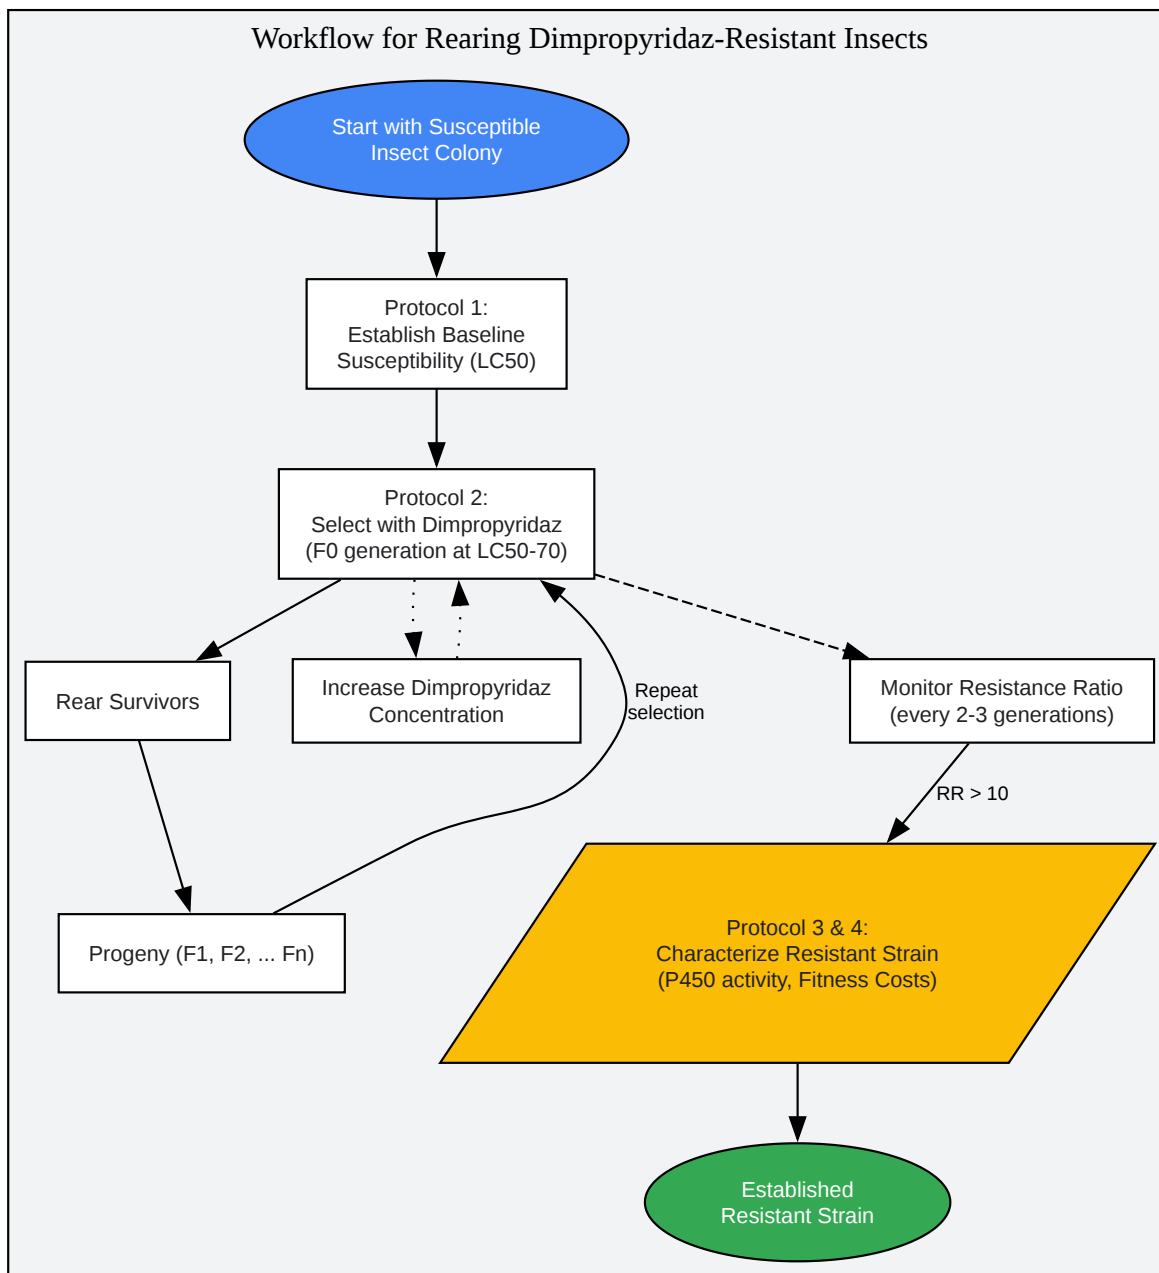 Workflow for Rearing Dimpropyridaz-Resistant Insects
Start with Susceptible
Insect Colony
Protocol 1:
Establish Baseline
Susceptibility (LC50)
Protocol 2:
Select with Dimpropyridaz
(F0 generation at LC50-70)
Rear Survivors
Increase Dimpropyridaz
Concentration
Repeat
selection
Monitor Resistance Ratio
(every 2-3 generations)
RR > 10
Progeny (F1, F2, ... Fn)
Protocol 3 & 4:
Characterize Resistant Strain
(P450 activity, Fitness Costs)
Established
Resistant Strain